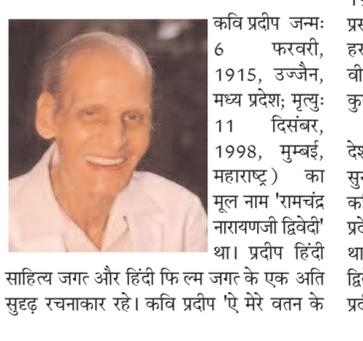 कवि प्रदीप जन्मः
6 फरवरी,
1915, उज्जैन,
मध्य प्रदेश; मृत्युः
11 दिसंबर,
1998, मुम्बई,
महाराष्ट्र) का
मूल नाम 'रामचंद्र
नारायणजी द्विवेदी'
था। प्रदीप हिंदी
साहित्य जगत और हिंदी फि ल्म जगत के एक अति
सुदृढ़ रचनाकार रहे। कवि प्रदीप 'ऐ मेरे वतन के